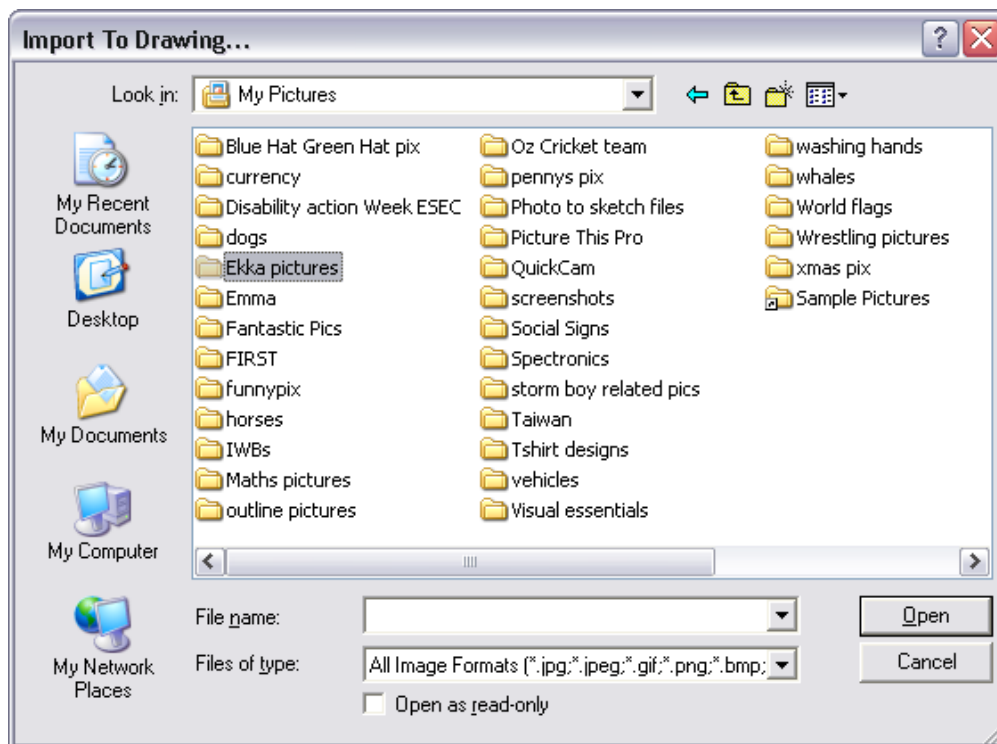 Import To Drawing...
Look in:
My Pictures
My Recent
Documents
Desktop
My Documents
My Computer
My Network
Places
Blue Hat Green Hat pix
currency
Disability action Week ESEC
dogs
Ekka pictures
Emma
Fantastic Pics
FIRST
funnypix
horses
IWBs
Maths pictures
outline pictures
Oz Cricket team
pennys pix
Photo to sketch files
Picture This Pro
QuickCam
screenshots
Social Signs
Spectronics
storm boy related pics
Taiwan
Tshirt designs
vehicles
Visual essentials
washing hands
whales
World flags
Wrestling pictures
xmas pix
Sample Pictures
File name:
Open
Files of type:
All Image Formats (*.jpg;*.jpeg;*.gif;*.png;*.bmp;
Cancel
Open as read-only